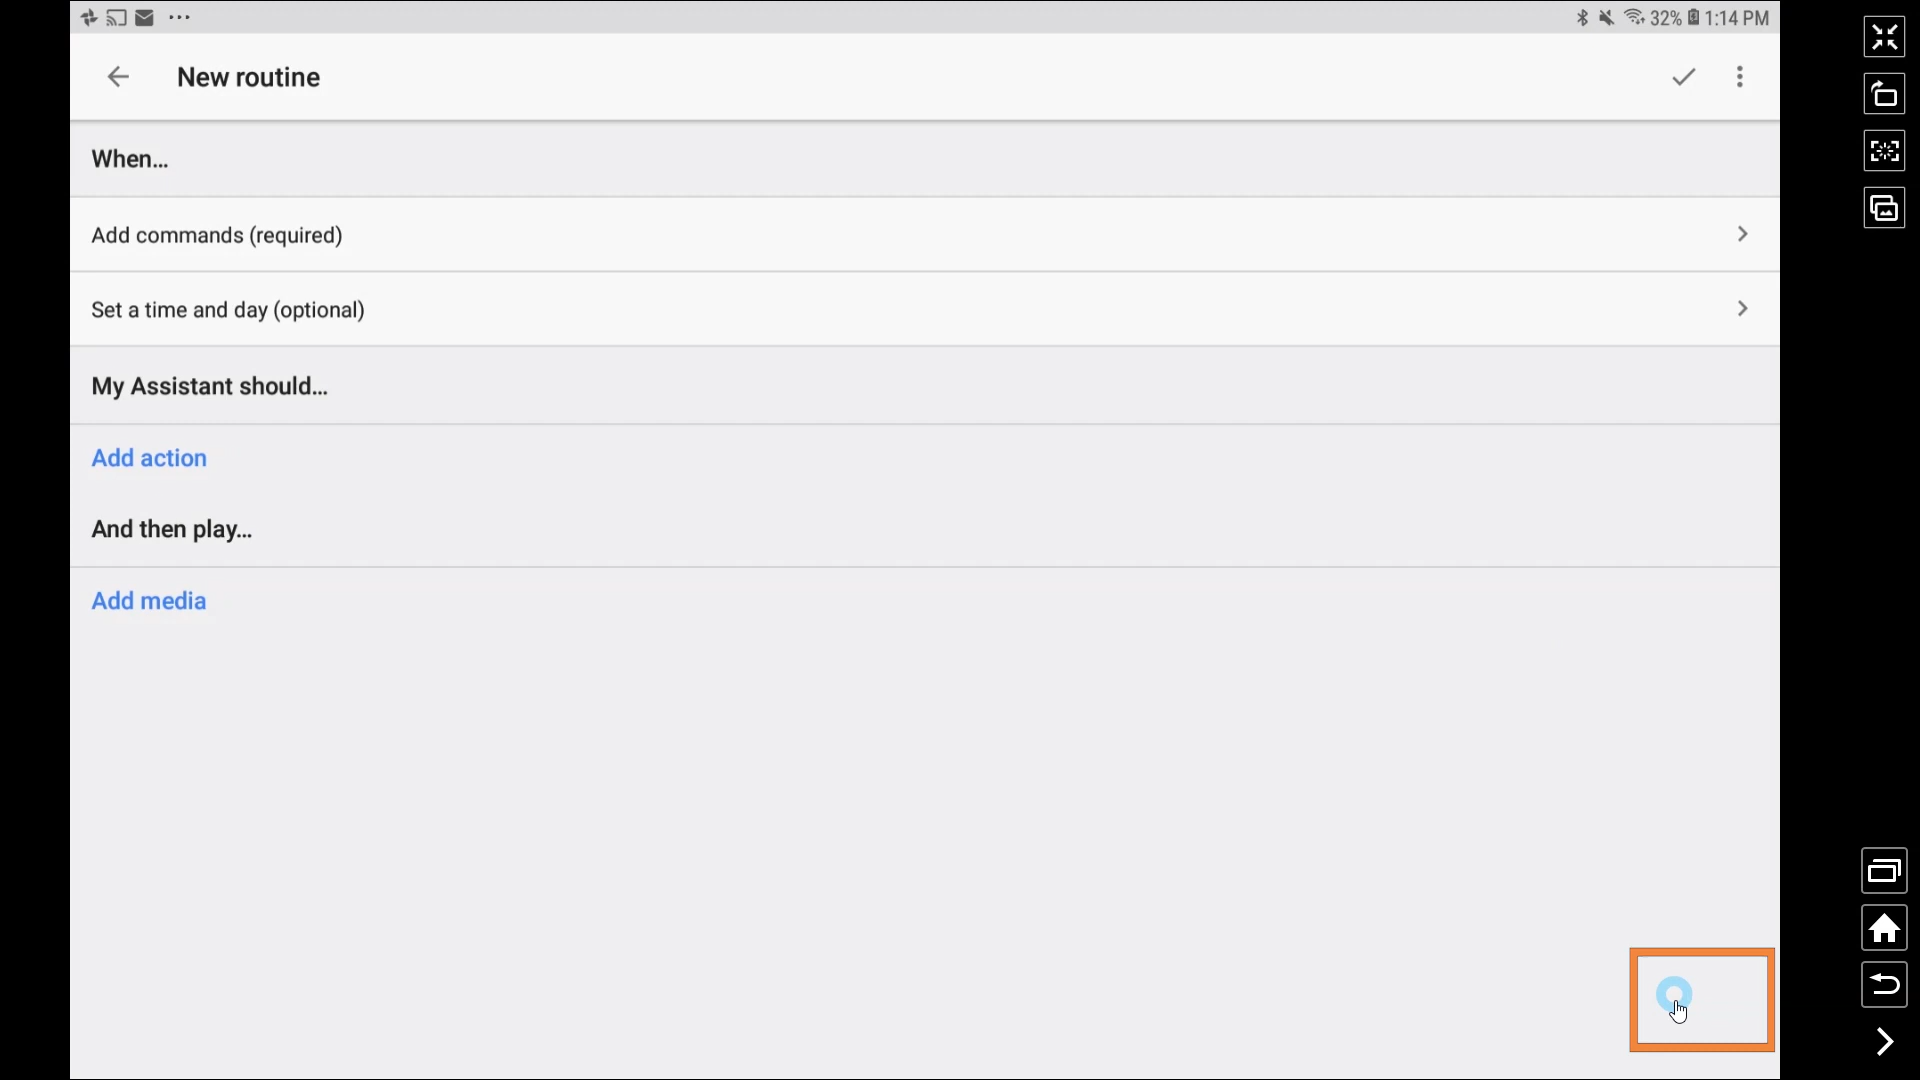 32% 1:14 PM
New routine
When...
Add commands (required)
Set a time and day (optional)
My Assistant should...
Add action
And then play...
Add media